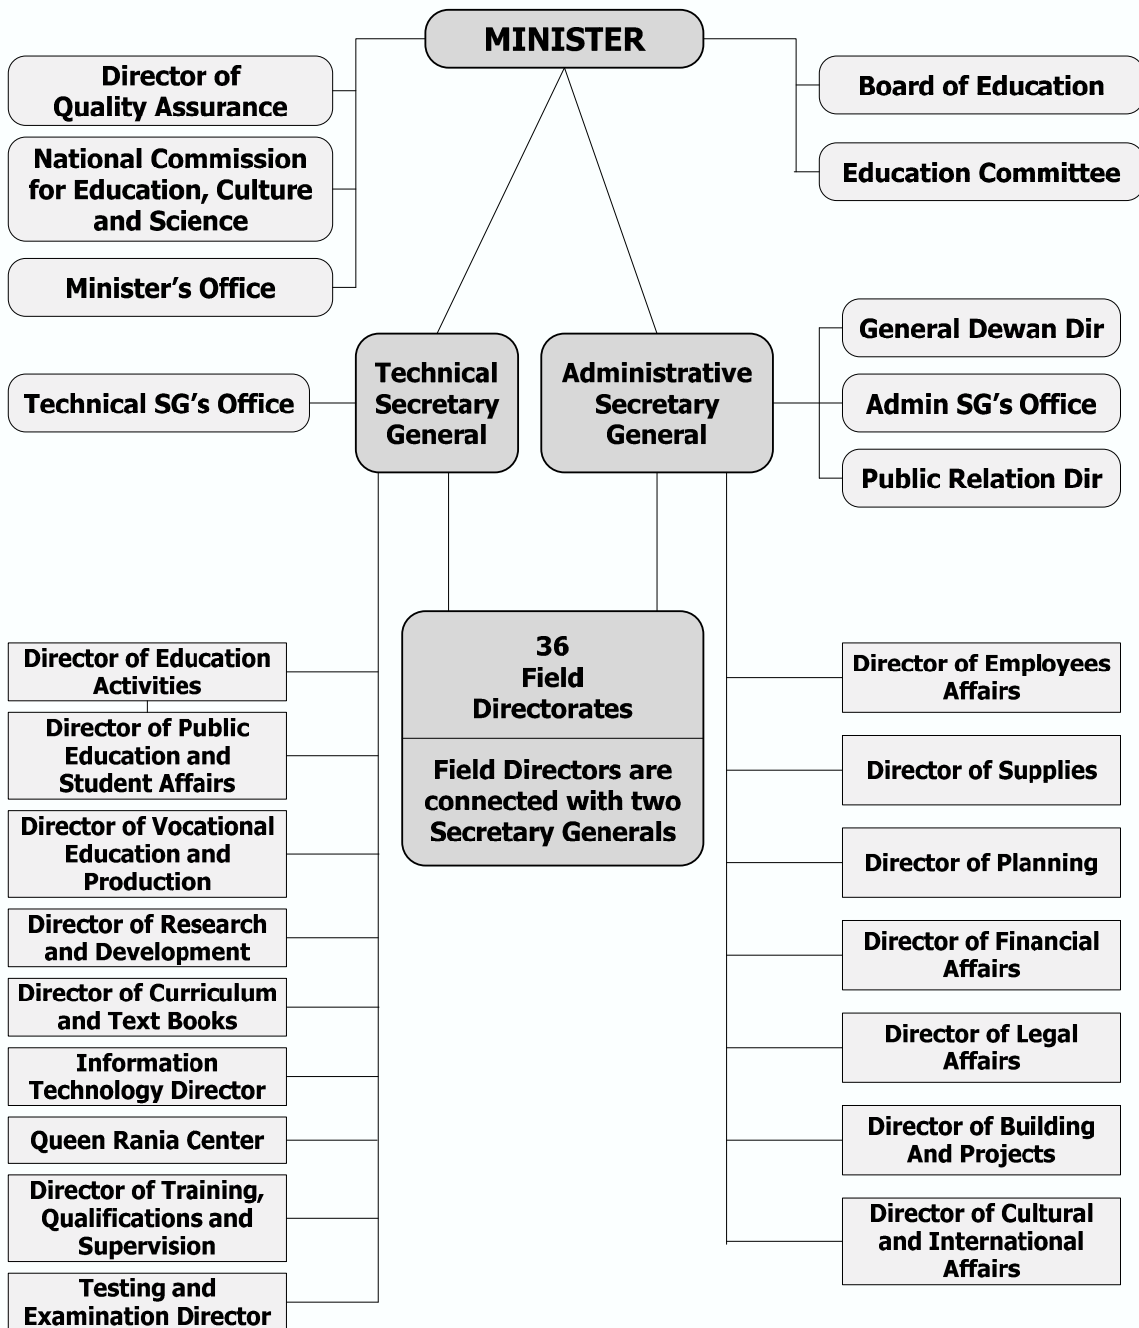 MINISTER
Director of
Quality Assurance
National Commission
for Education, Culture
and Science
Minister’s Office
Board of Education
Education Committee
Technical SG’s Office
Technical
Secretary
General
Administrative
Secretary
General
General Dewan Dir
Admin SG’s Office
Public Relation Dir
36
Field
Directorates
Field Directors are
connected with two
Secretary Generals
Director of Education
Activities
Director of Public
Education and
Student Affairs
Director of Vocational
Education and
Production
Director of Research
and Development
Director of Curriculum
and Text Books
Information
Technology Director
Queen Rania Center
Director of Training,
Qualifications and
Supervision
Testing and
Examination Director
Director of Employees
Affairs
Director of Supplies
Director of Planning
Director of Financial
Affairs
Director of Legal
Affairs
Director of Building
And Projects
Director of Cultural
and International
Affairs